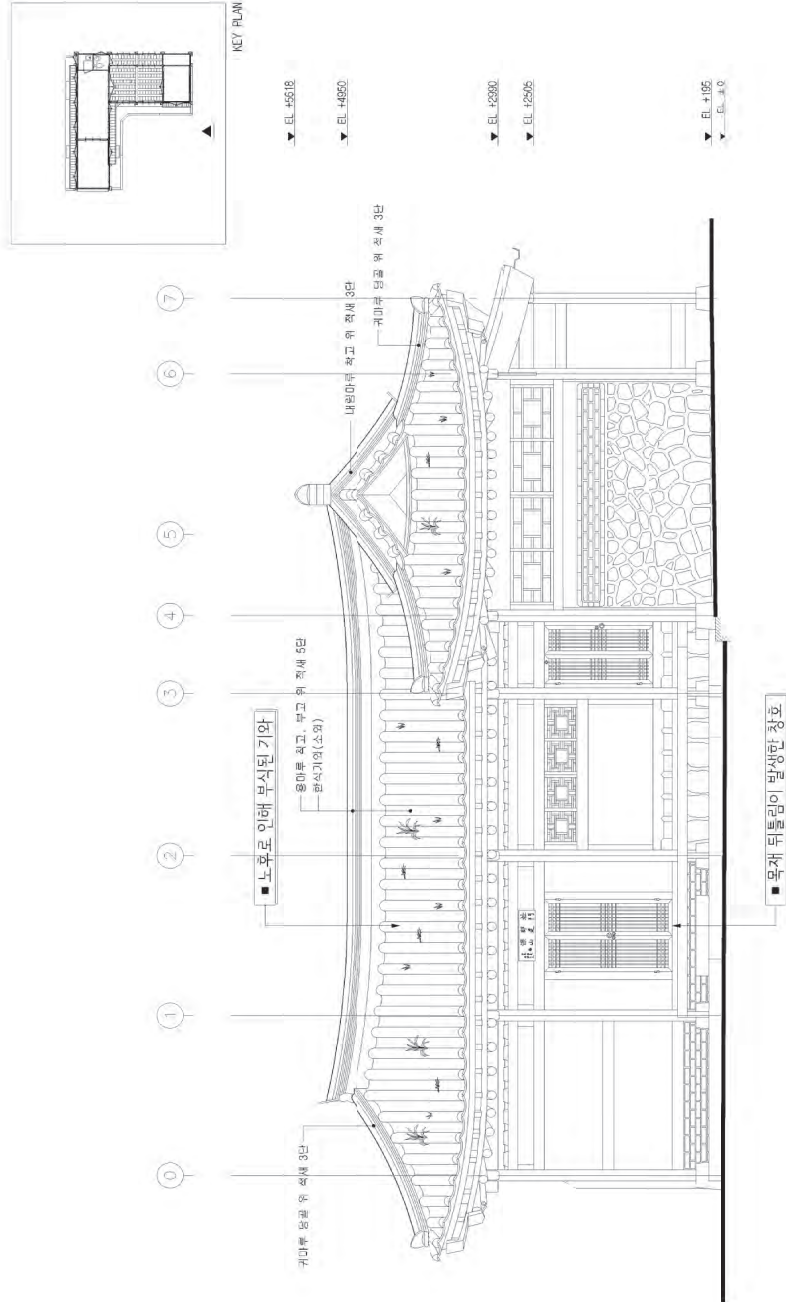 KEY PLAN
▼ EL +5618
▼ EL +4950
▼ EL +2990
▼ EL +2505
▼ EL +195
▼ EL ±0
0
1
2
3
4
5
6
7
■ 노후로 인해 부식된 기와
용마루 착고, 부고 위 적새 5단
한식기와(소와)
내림마루 착고 위 적새 3단
귀마루 당골 위 적새 3단
귀마루 당골 위 적새 3단
■ 목재 뒤틀림이 발생한 창호